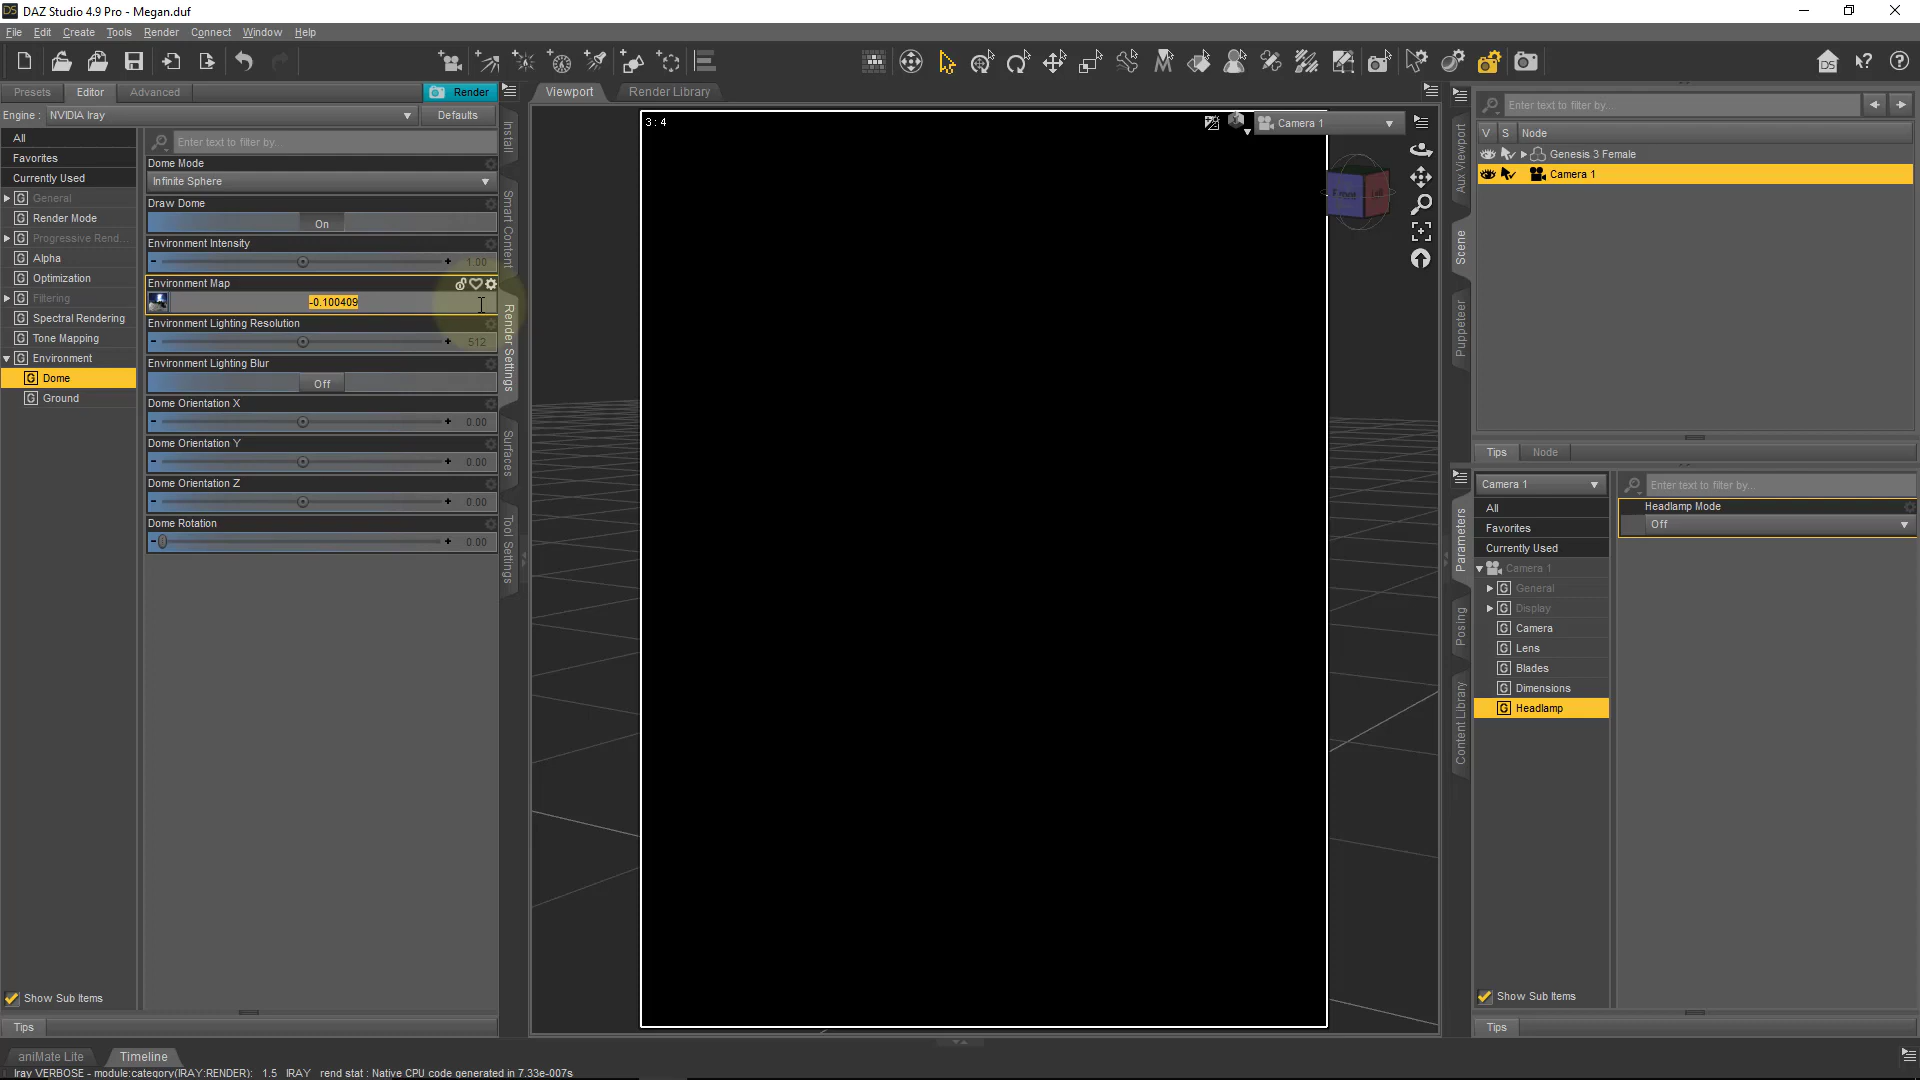 DAZ Studio 4.9 Pro - Megan.duf
File Edit Create Tools Render Connect Window Help
Presets Editor Advanced Render
Engine : NVIDIA Iray Defaults
All
Favorites
Currently Used
General
Render Mode
Progressive Rend...
Alpha
Optimization
Filtering
Spectral Rendering
Tone Mapping
Environment
Dome
Ground
Show Sub Items
Tips
Enter text to filter by...
Dome Mode
Infinite Sphere
Draw Dome
On
Environment Intensity
1.00
Environment Map
-0.100409
Environment Lighting Resolution
512
Environment Lighting Blur
Off
Dome Orientation X
0.00
Dome Orientation Y
0.00
Dome Orientation Z
0.00
Dome Rotation
0.00
Install
Smart Content
Render Settings
Surfaces
Tool Settings
Viewport Render Library
3 : 4
Camera 1
Front
Aux Viewport
Scene
Puppeteer
Enter text to filter by...
V S Node
Genesis 3 Female
Camera 1
Tips Node
Parameters
Posing
Content Library
Camera 1
All
Favorites
Currently Used
Camera 1
General
Display
Camera
Lens
Blades
Dimensions
Headlamp
Show Sub Items
Tips
Enter text to filter by...
Headlamp Mode
Off
aniMate Lite Timeline
Iray VERBOSE - module:category(IRAY:RENDER): 1.5 IRAY rend stat : Native CPU code generated in 7.33e-007s